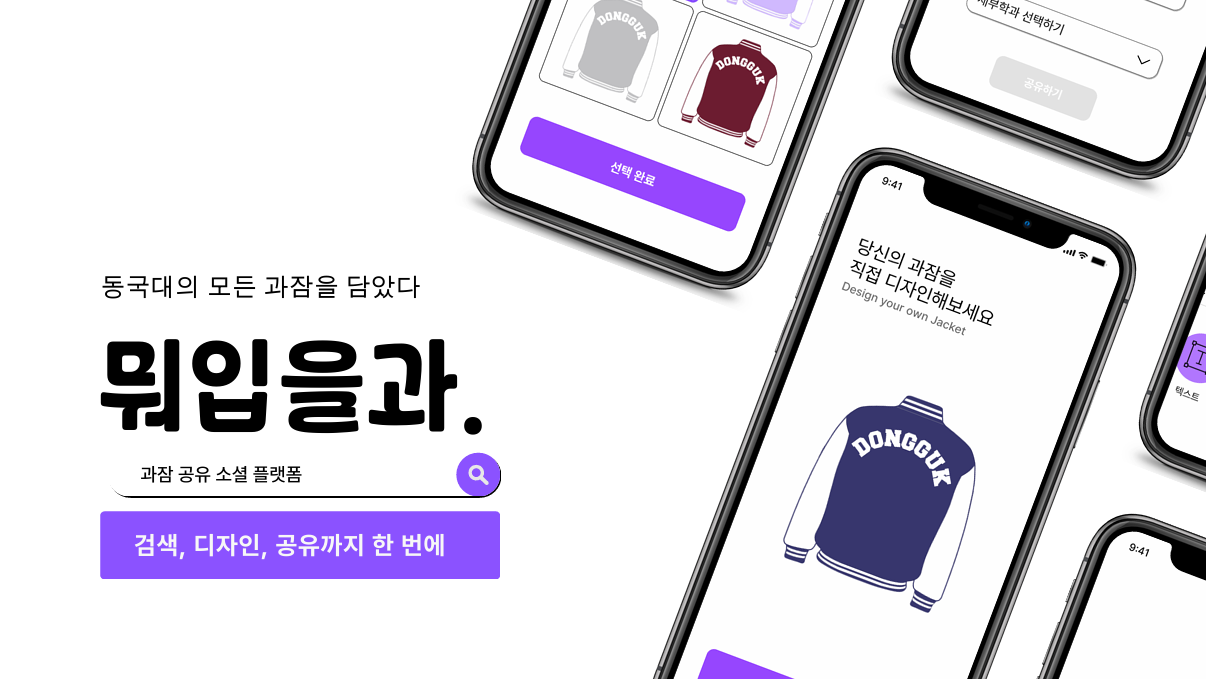 동국대의 모든 과잠을 담았다
뭐입을과.
과잠 공유 소셜 플랫폼
검색, 디자인, 공유까지 한 번에
DONGGUK
DONGGUK
선택 완료
세부학과 선택하기
공유하기
9:41
당신의 과잠을
직접 디자인해보세요
Design your own Jacket
DONGGUK
텍스트
9:41